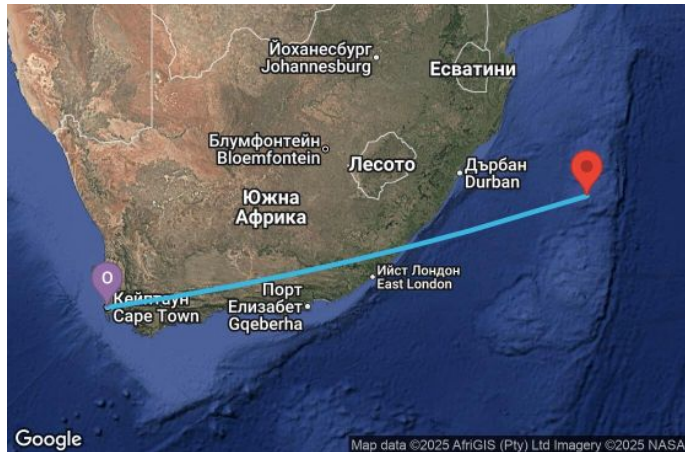 Йоханесбург
Johannesburg
Есватини
Блумфонтейн
Bloemfontein
Лесото
Дърбан
Durban
Южна
Африка
O
Кейптаун
Cape Town
Порт
Елизабет
Gqeberha
Ийст Лондон
East London
Google
Map data ©2025 AfriGIS (Pty) Ltd Imagery ©2025 NASA